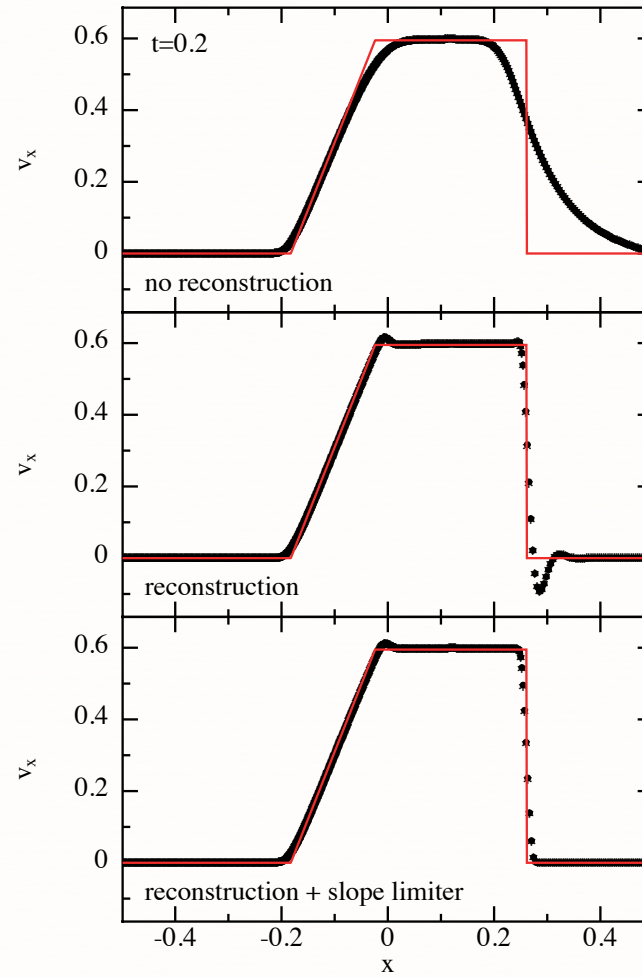 0.6
t=0.2
0.4
v_x
0.2
0
no reconstruction
0.6
0.4
v_x
0.2
0
reconstruction
0.6
0.4
v_x
0.2
0
reconstruction + slope limiter
-0.4 -0.2 0 0.2 0.4
x